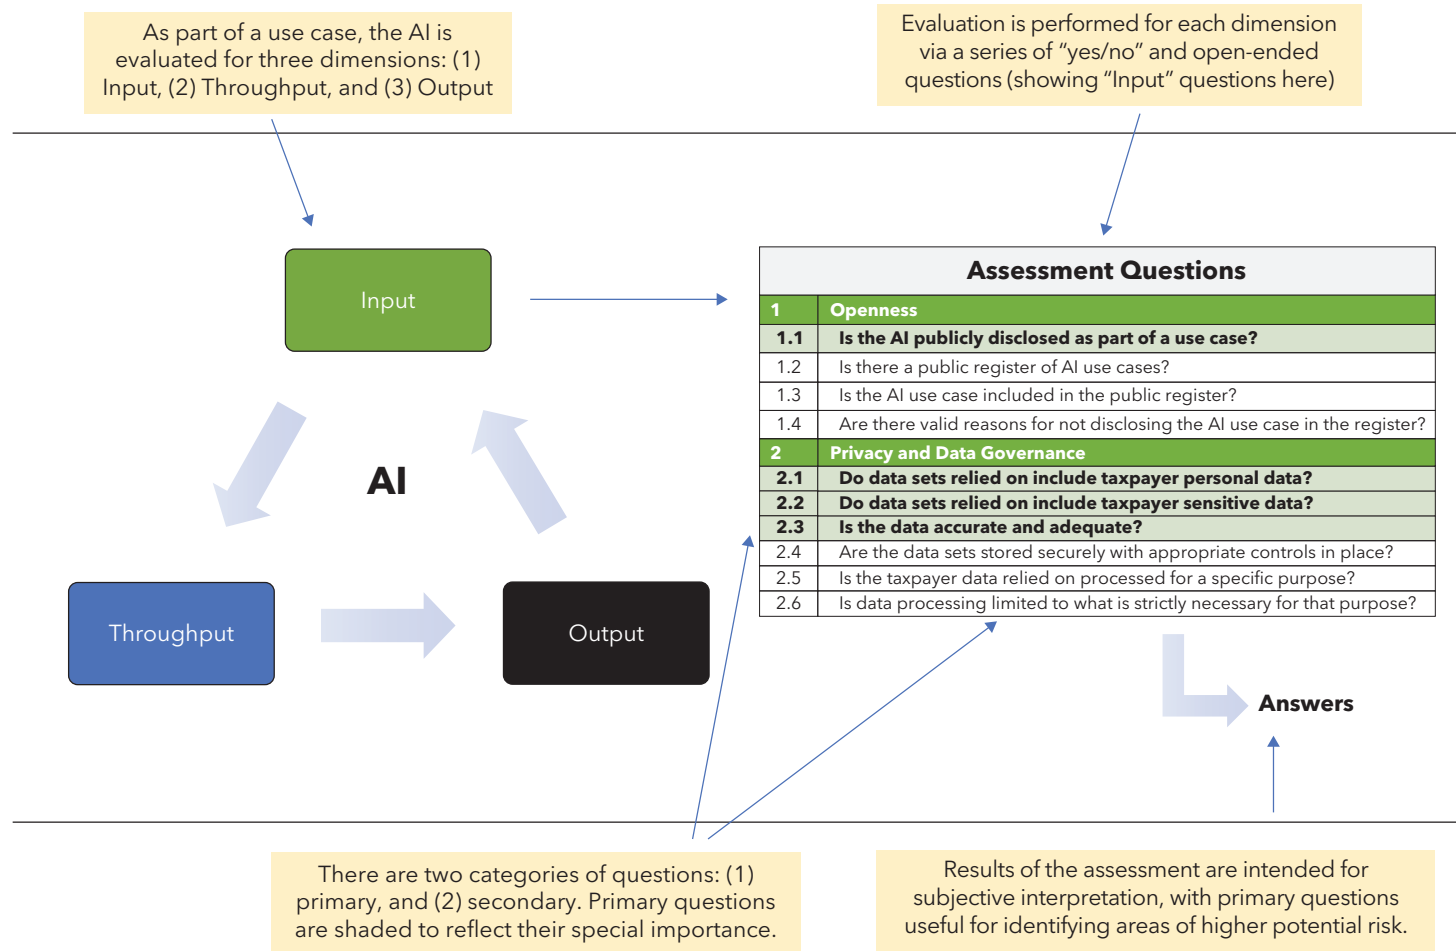 As part of a use case, the AI is
evaluated for three dimensions: (1)
Input, (2) Throughput, and (3) Output
Evaluation is performed for each dimension
via a series of “yes/no” and open-ended
questions (showing “Input” questions here)
Input
AI
Throughput
Output
Assessment Questions
1 Openness
1.1 Is the AI publicly disclosed as part of a use case?
1.2 Is there a public register of AI use cases?
1.3 Is the AI use case included in the public register?
1.4 Are there valid reasons for not disclosing the AI use case in the register?
2 Privacy and Data Governance
2.1 Do data sets relied on include taxpayer personal data?
2.2 Do data sets relied on include taxpayer sensitive data?
2.3 Is the data accurate and adequate?
2.4 Are the data sets stored securely with appropriate controls in place?
2.5 Is the taxpayer data relied on processed for a specific purpose?
2.6 Is data processing limited to what is strictly necessary for that purpose?
Answers
There are two categories of questions: (1)
primary, and (2) secondary. Primary questions
are shaded to reflect their special importance.
Results of the assessment are intended for
subjective interpretation, with primary questions
useful for identifying areas of higher potential risk.